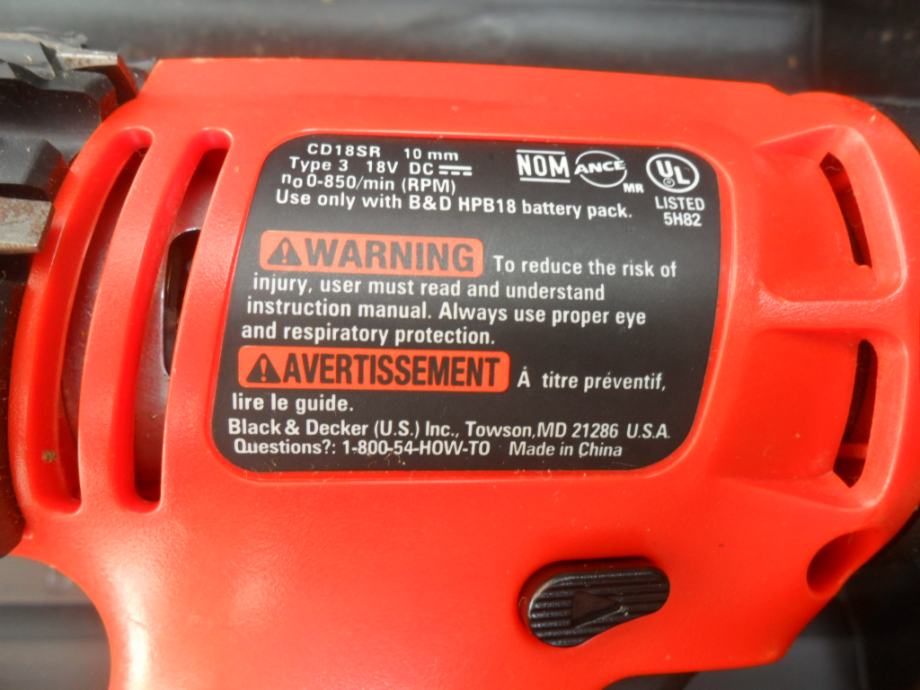 CD18SR 10 mm
Type 3 18V DC
no 0-850/min (RPM)
Use only with B&D HPB18 battery pack.
NOM ANCE MR UL
LISTED
5H82
WARNING To reduce the risk of
injury, user must read and understand
instruction manual. Always use proper eye
and respiratory protection.
AVERTISSEMENT À titre préventif,
lire le guide.
Black & Decker (U.S.) Inc., Towson, MD 21286 U.S.A.
Questions?: 1-800-54-HOW-TO Made in China